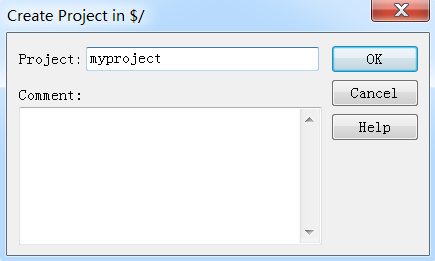 Create Project in $/
Project: myproject
OK
Comment:
Cancel
Help